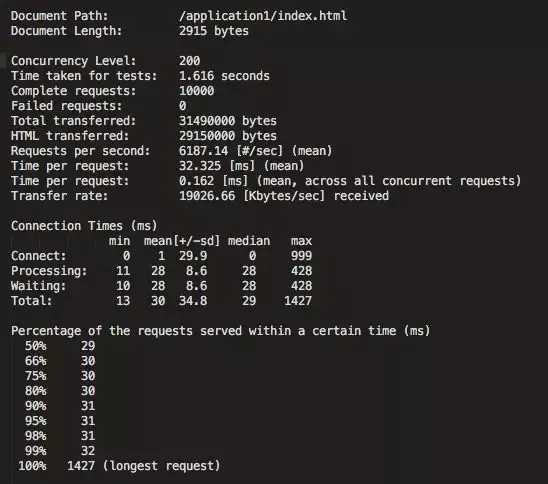 Document Path:          /application1/index.html
Document Length:        2915 bytes

Concurrency Level:      200
Time taken for tests:   1.616 seconds
Complete requests:      10000
Failed requests:        0
Total transferred:      31490000 bytes
HTML transferred:       29150000 bytes
Requests per second:    6187.14 [#/sec] (mean)
Time per request:       32.325 [ms] (mean)
Time per request:       0.162 [ms] (mean, across all concurrent requests)
Transfer rate:          19026.66 [Kbytes/sec] received

Connection Times (ms)
              min  mean[+/-sd] median   max
Connect:        0    1  29.9      0     999
Processing:    11   28   8.6     28     428
Waiting:       10   28   8.6     28     428
Total:         13   30  34.8     29    1427

Percentage of the requests served within a certain time (ms)
  50%     29
  66%     30
  75%     30
  80%     30
  90%     31
  95%     31
  98%     31
  99%     32
 100%   1427 (longest request)